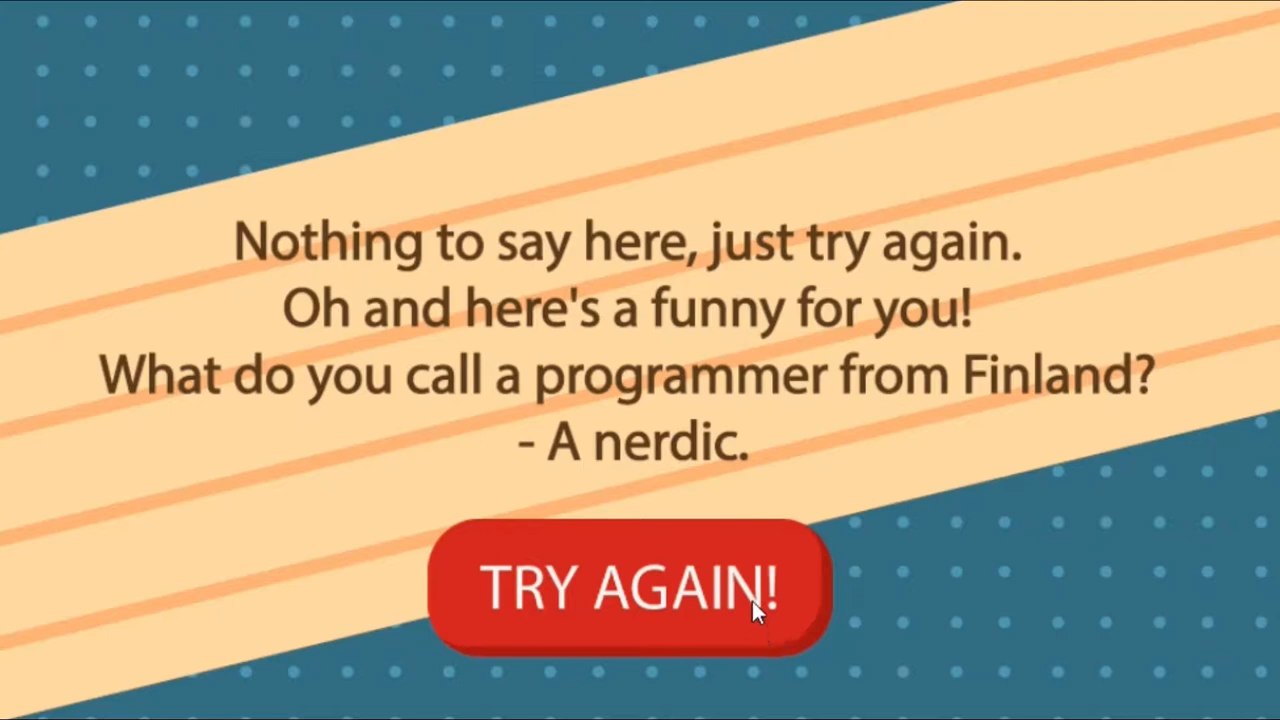 Nothing to say here, just try again.
Oh and here's a funny for you!
What do you call a programmer from Finland?
- A nerdic.
TRY AGAIN!